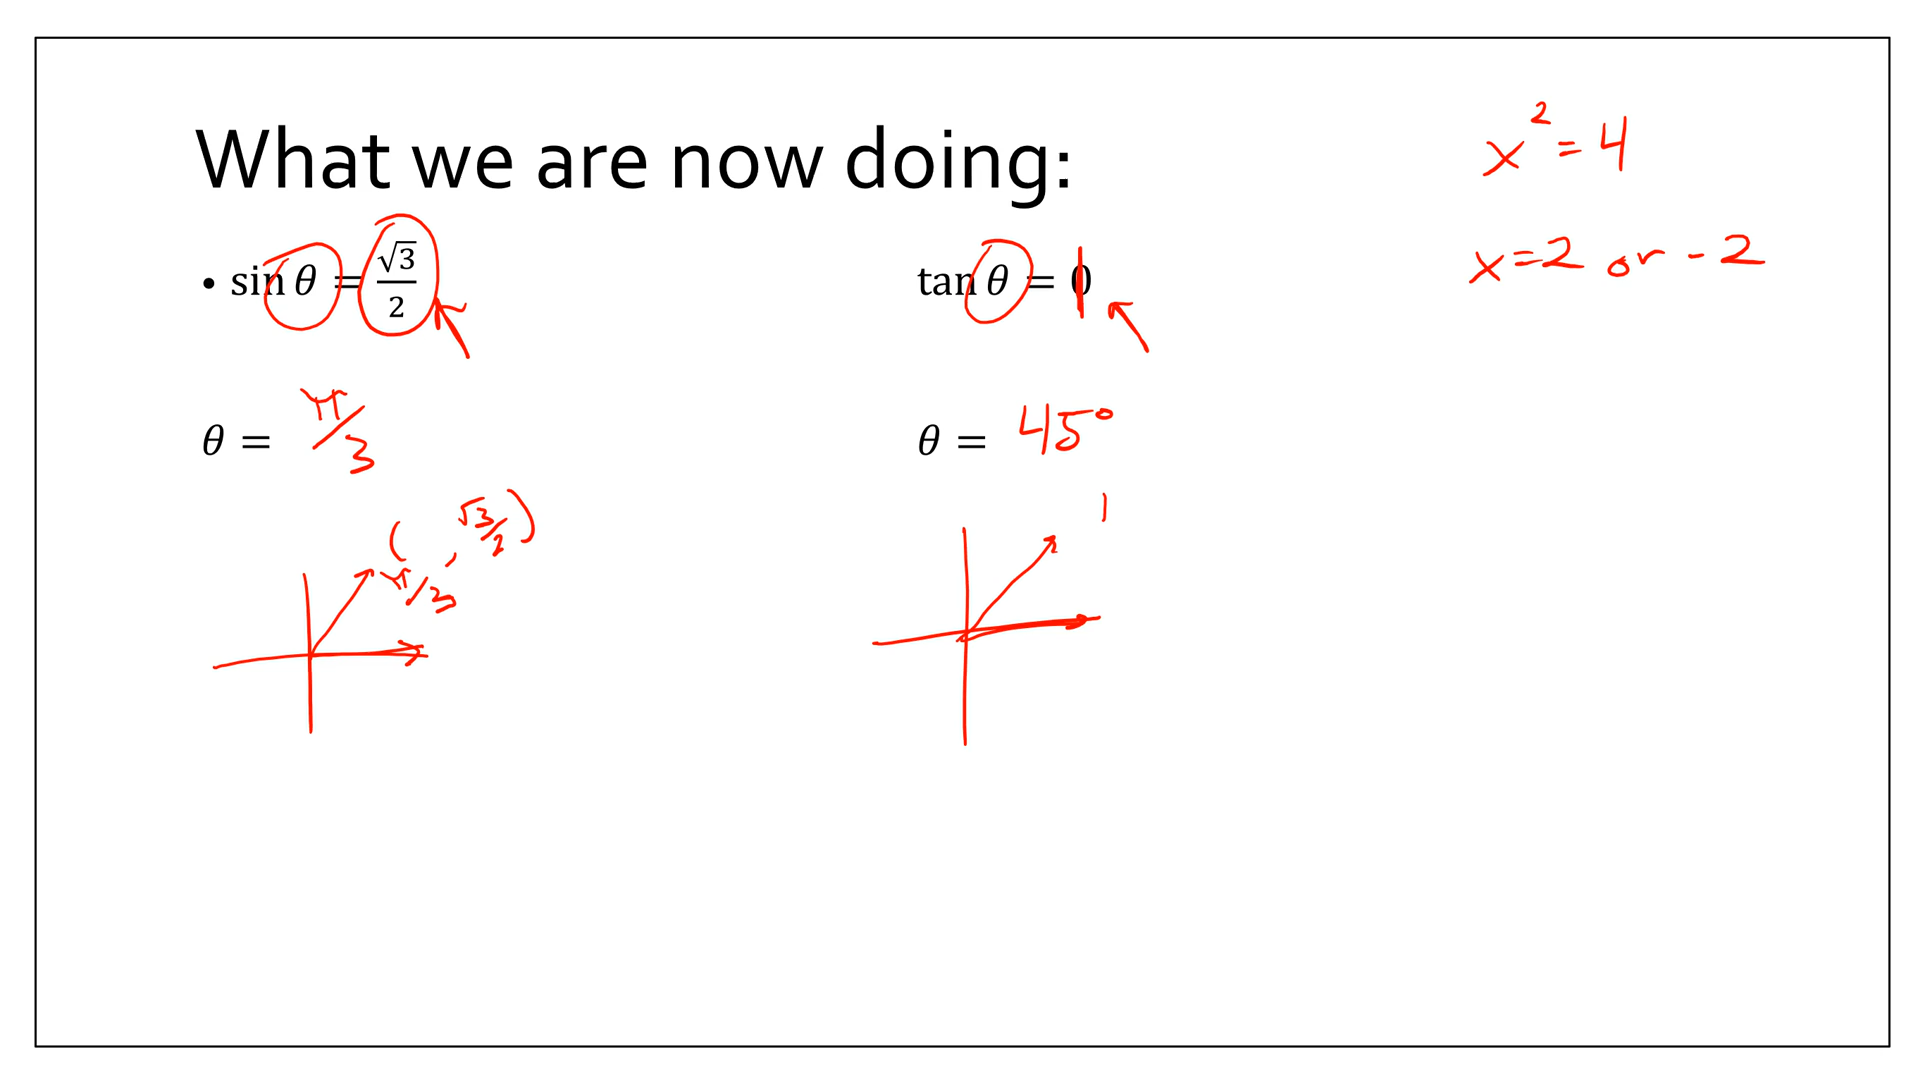 What we are now doing:
• sin θ = √3/2
θ = π/3
( , √3/2)
π/3
tan θ = 1
θ = 45°
1
x² = 4
x = 2 or -2